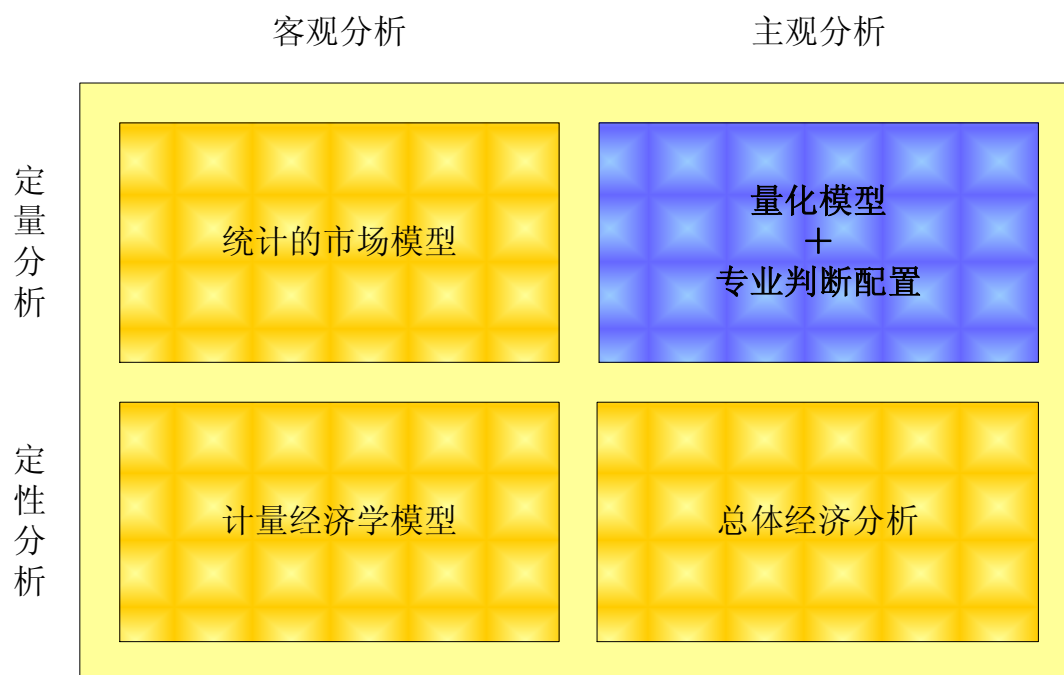 客观分析
主观分析
定量分析
统计的市场模型
量化模型
＋
专业判断配置
定性分析
计量经济学模型
总体经济分析